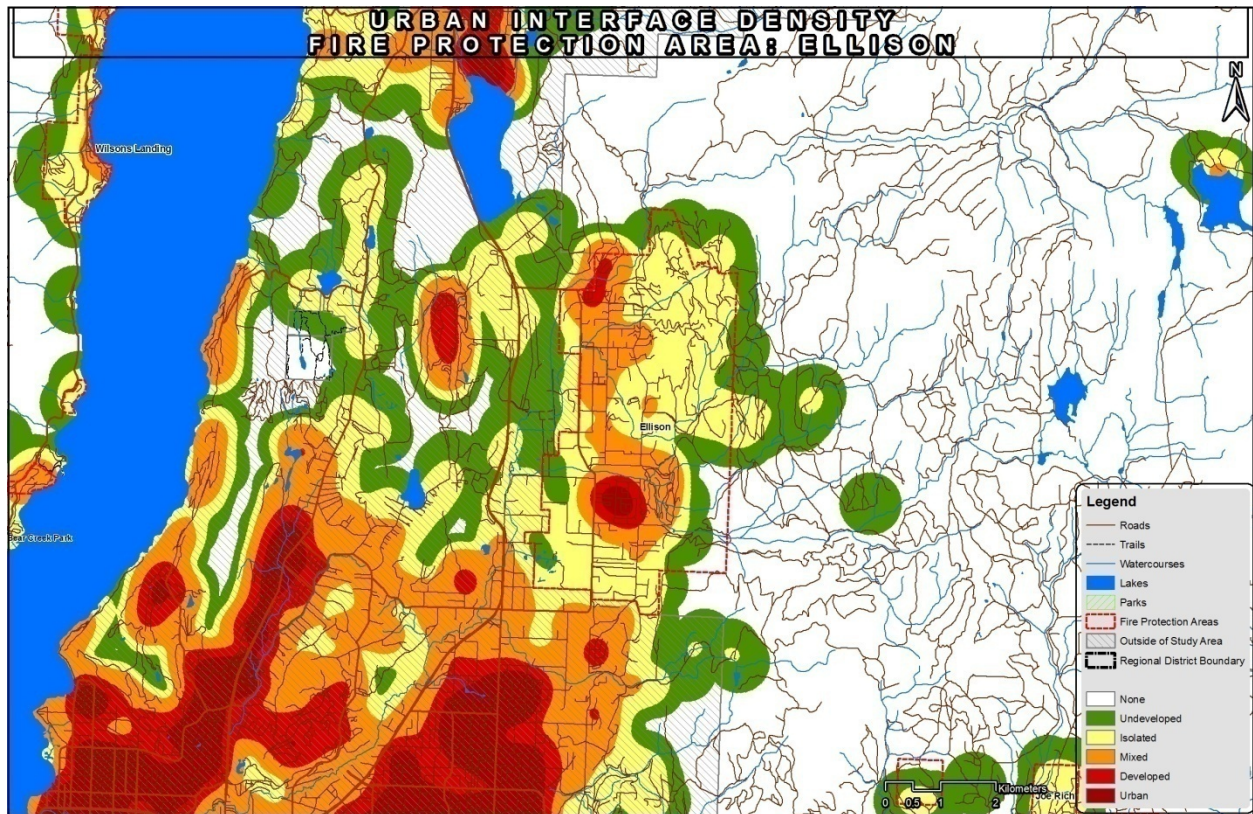 URBAN INTERFACE DENSITY
FIRE PROTECTION AREA: ELLISON
N
Wilsons Landing
Ellison
Bear Creek Park
Legend
Roads
Trails
Watercourses
Lakes
Parks
Fire Protection Areas
Outside of Study Area
Regional District Boundary
None
Undeveloped
Isolated
Mixed
Developed
Urban
Kilometers
0 0.5 1 2
Joe Rich